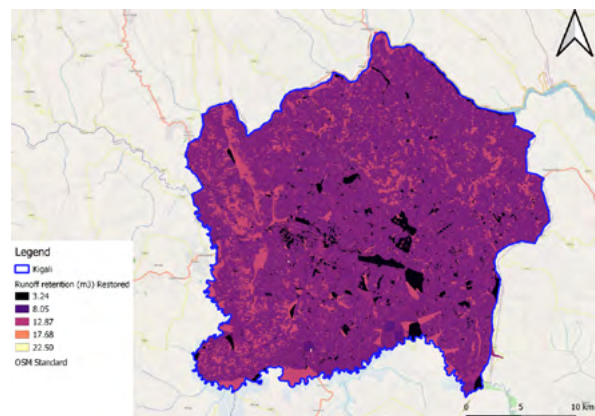 Legend
Kigali
Runoff retention (m3) Restored
3.24
8.05
12.87
17.68
22.50
OSM Standard
0 5 10 km